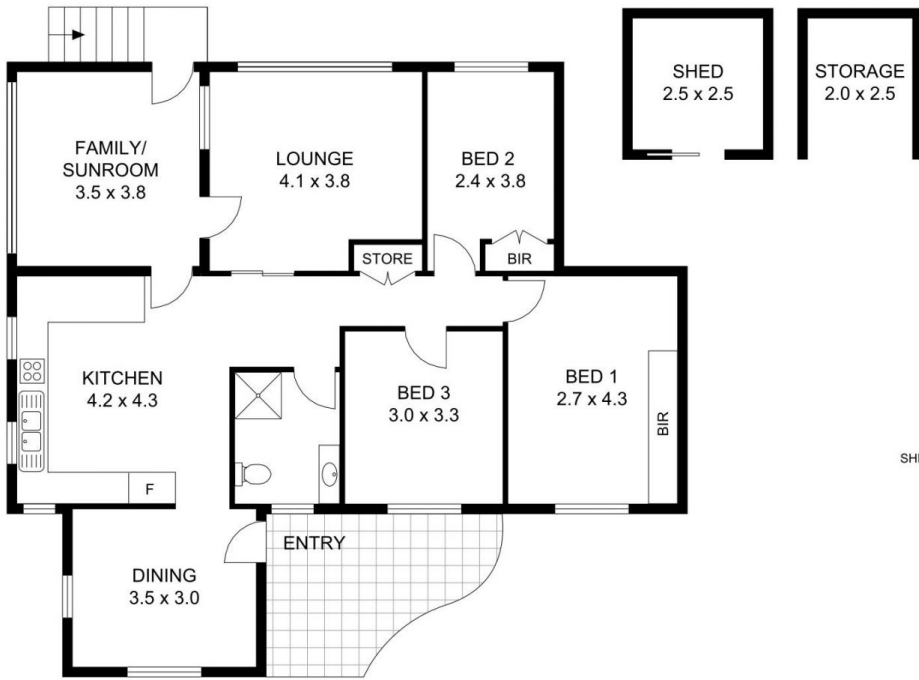 SHED
2.5 x 2.5
STORAGE
2.0 x 2.5
FAMILY/
SUNROOM
3.5 x 3.8
LOUNGE
4.1 x 3.8
BED 2
2.4 x 3.8
STORE
BIR
KITCHEN
4.2 x 4.3
BED 3
3.0 x 3.3
BED 1
2.7 x 4.3
BIR
F
ENTRY
DINING
3.5 x 3.0